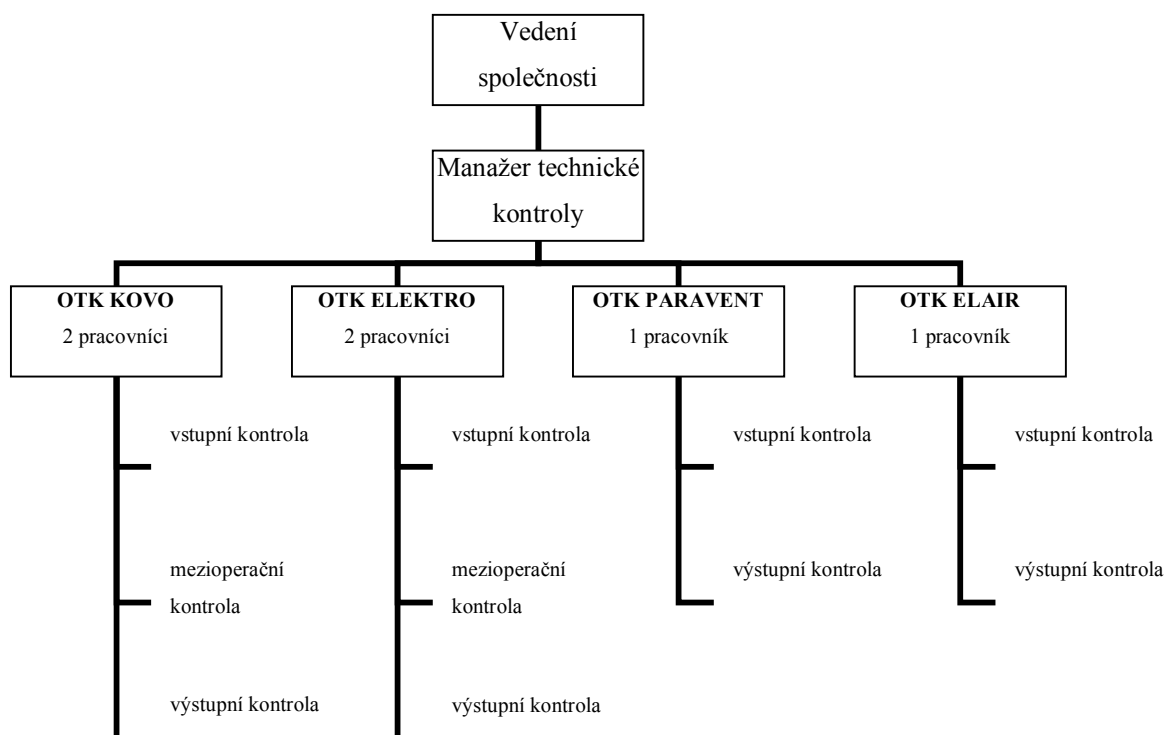 Vedení
společnosti
Manažer technické
kontroly
OTK KOVO
2 pracovníci
OTK ELEKTRO
2 pracovníci
OTK PARAVENT
1 pracovník
OTK ELAIR
1 pracovník
vstupní kontrola
mezioperační
kontrola
výstupní kontrola
vstupní kontrola
mezioperační
kontrola
výstupní kontrola
vstupní kontrola
výstupní kontrola
vstupní kontrola
výstupní kontrola